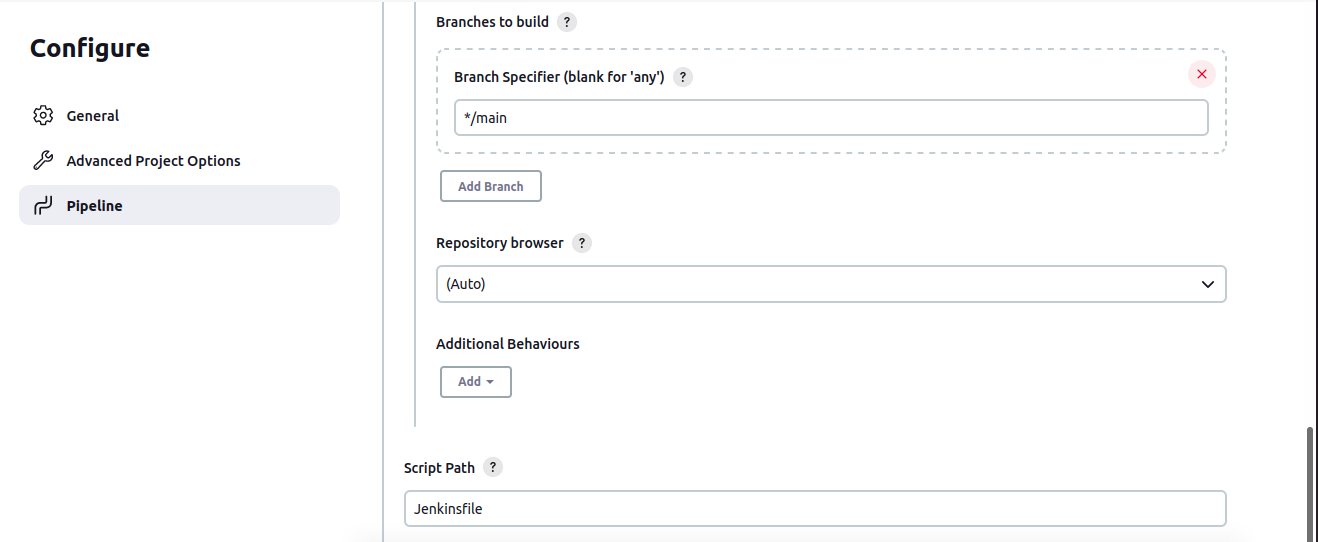 Configure
General
Advanced Project Options
Pipeline
Branches to build ?
Branch Specifier (blank for 'any') ?
*/main
Add Branch
Repository browser ?
(Auto)
Additional Behaviours
Add
Script Path ?
Jenkinsfile